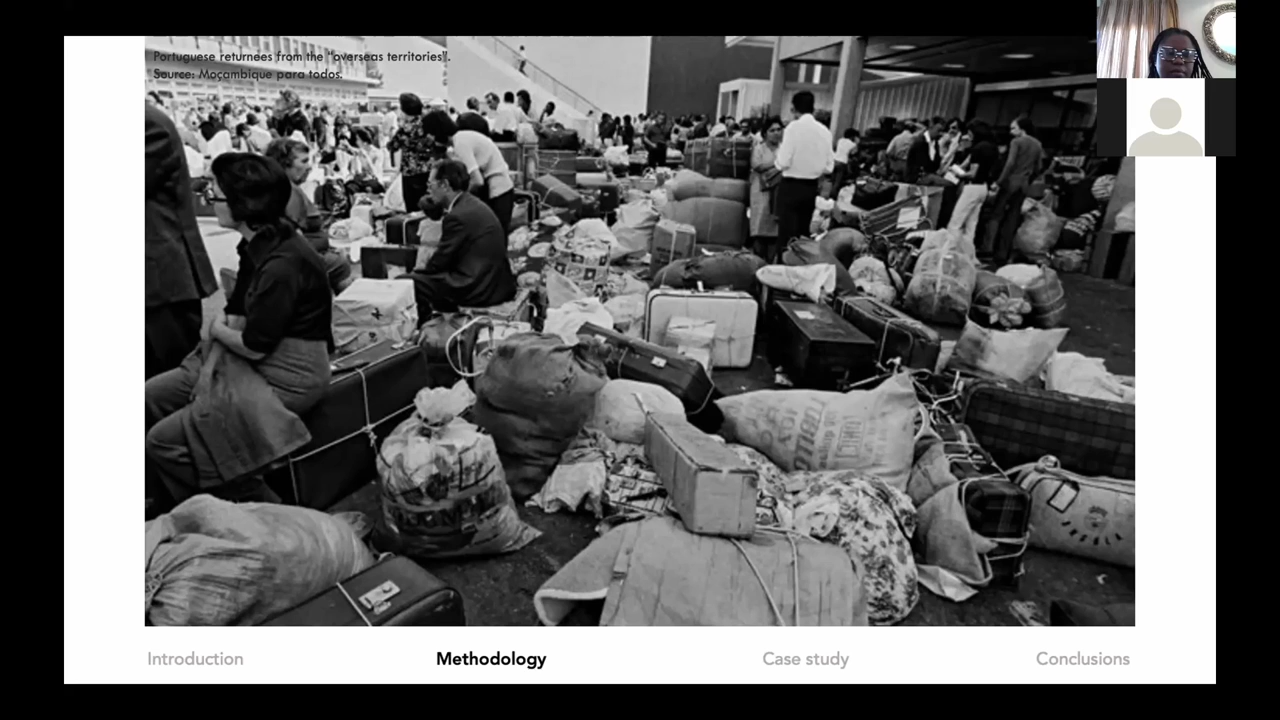 Portuguese returnees from the "overseas territories".
Source: Moçambique para todos.
Introduction
Methodology
Case study
Conclusions